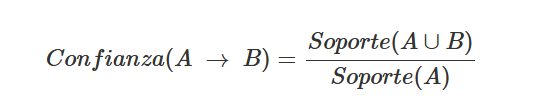 Confianza(A → B) = Soporte(A ∪ B) / Soporte(A)